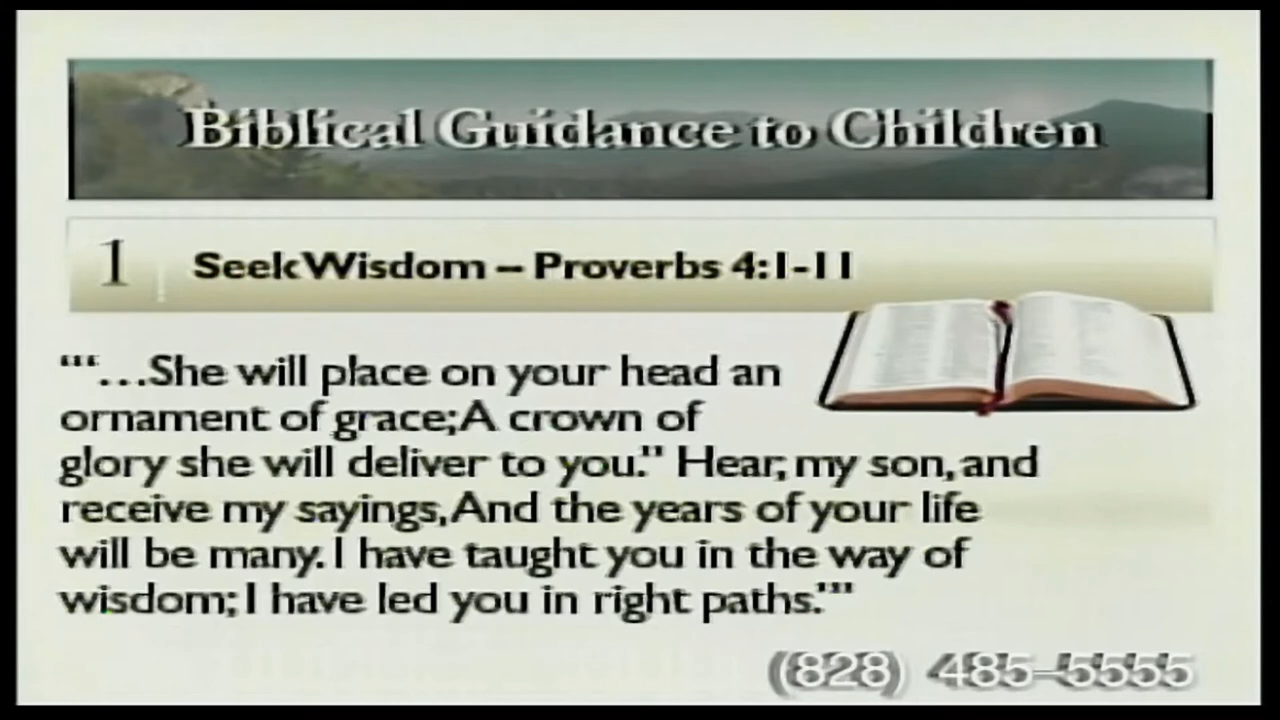 Biblical Guidance to Children
1 Seek Wisdom – Proverbs 4:1-11
“‘…She will place on your head an
ornament of grace; A crown of
glory she will deliver to you.” Hear, my son, and
receive my sayings, And the years of your life
will be many. I have taught you in the way of
wisdom; I have led you in right paths.’”
(828) 485-5555